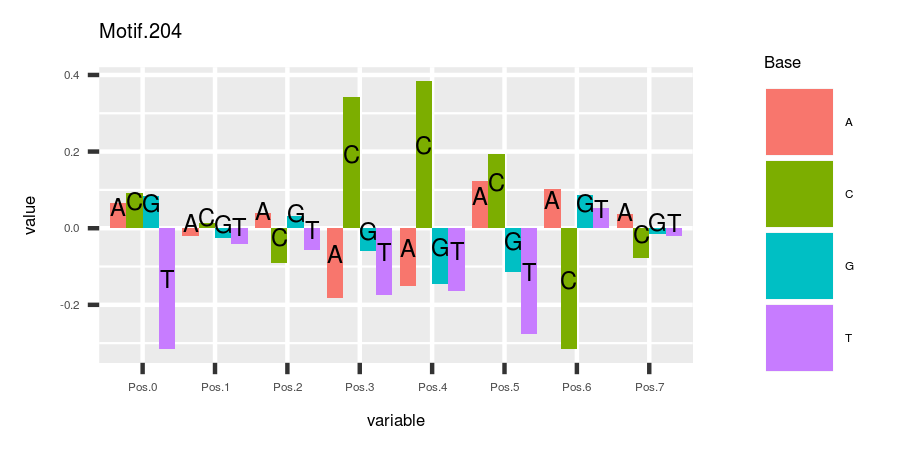 Motif.204
Base
0.4
0.2
0.0
-0.2
value
A C G T
A C G T
A C G T
A C G T
A C G T
A C G T
A C G T
A C G T
Pos.0 Pos.1 Pos.2 Pos.3 Pos.4 Pos.5 Pos.6 Pos.7
variable
A
C
G
T